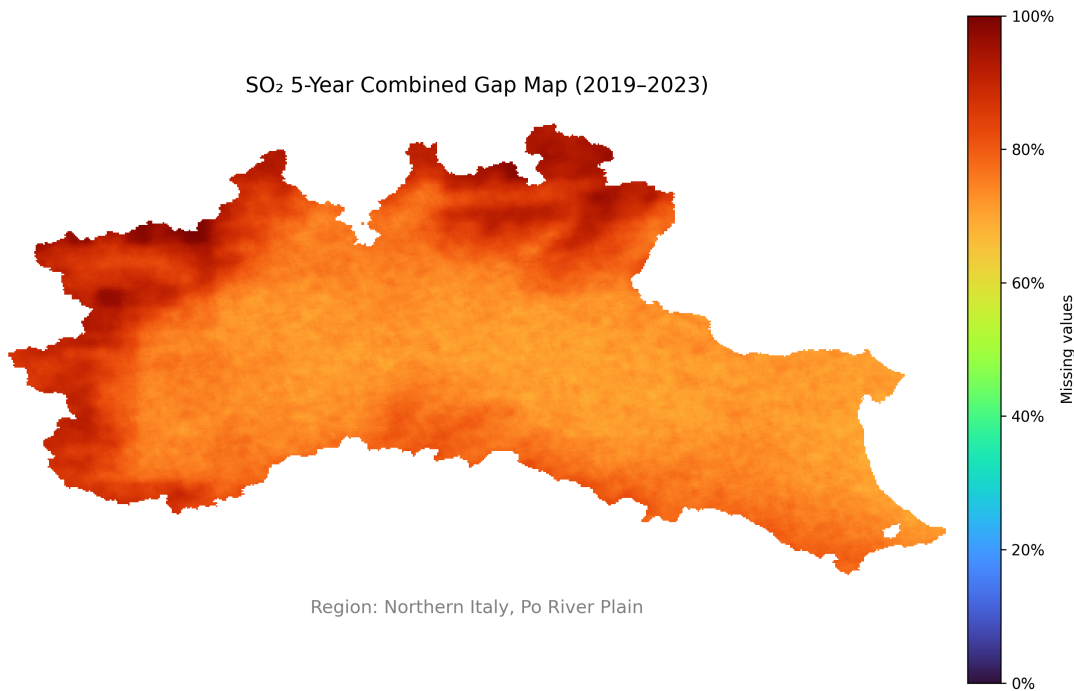 SO₂ 5-Year Combined Gap Map (2019–2023)
100%
80%
60%
40%
20%
0%
Missing values
Region: Northern Italy, Po River Plain